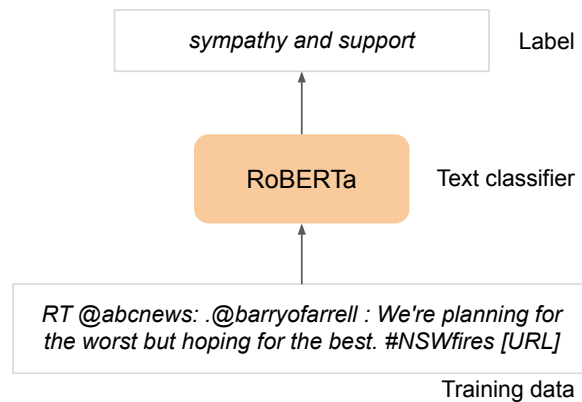 sympathy and support
Label
RoBERTa
Text classifier
RT @abcnews: .@barryofarrell : We're planning for
the worst but hoping for the best. #NSWfires [URL]
Training data